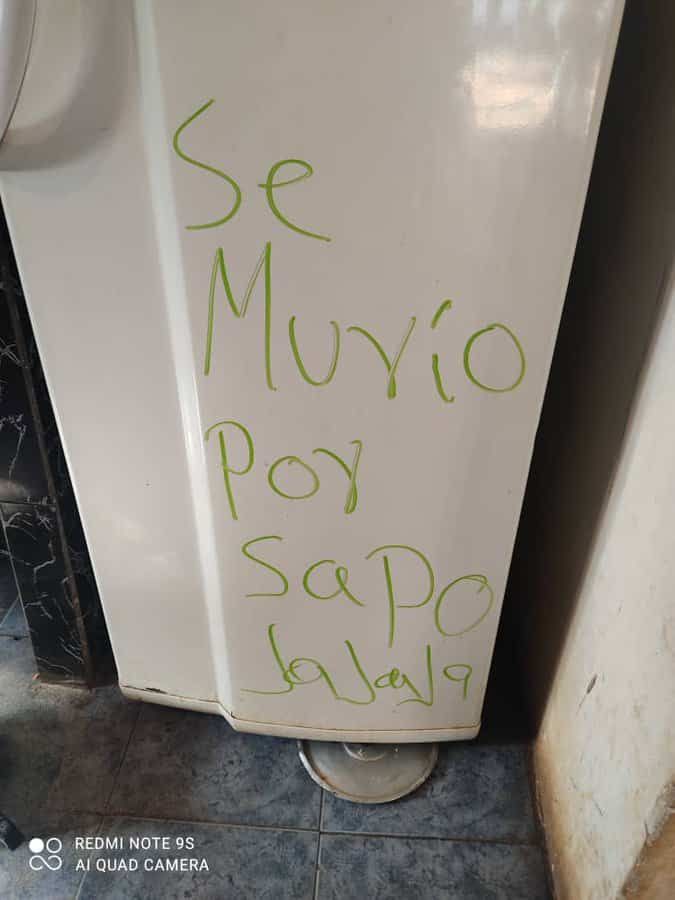 Se
Murío
Por
Sapo
JaJaJa
REDMI NOTE 9S
AI QUAD CAMERA